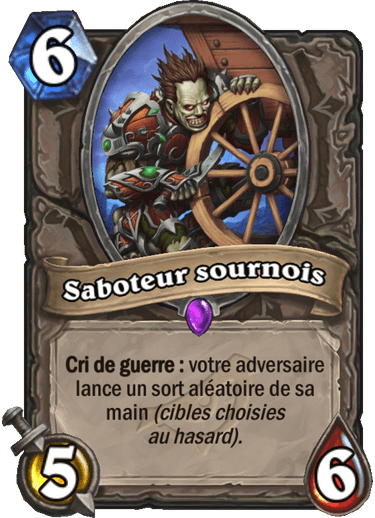 6
Saboteur sournois
Cri de guerre : votre adversaire
lance un sort aléatoire de sa
main (cibles choisies
au hasard).
5
6